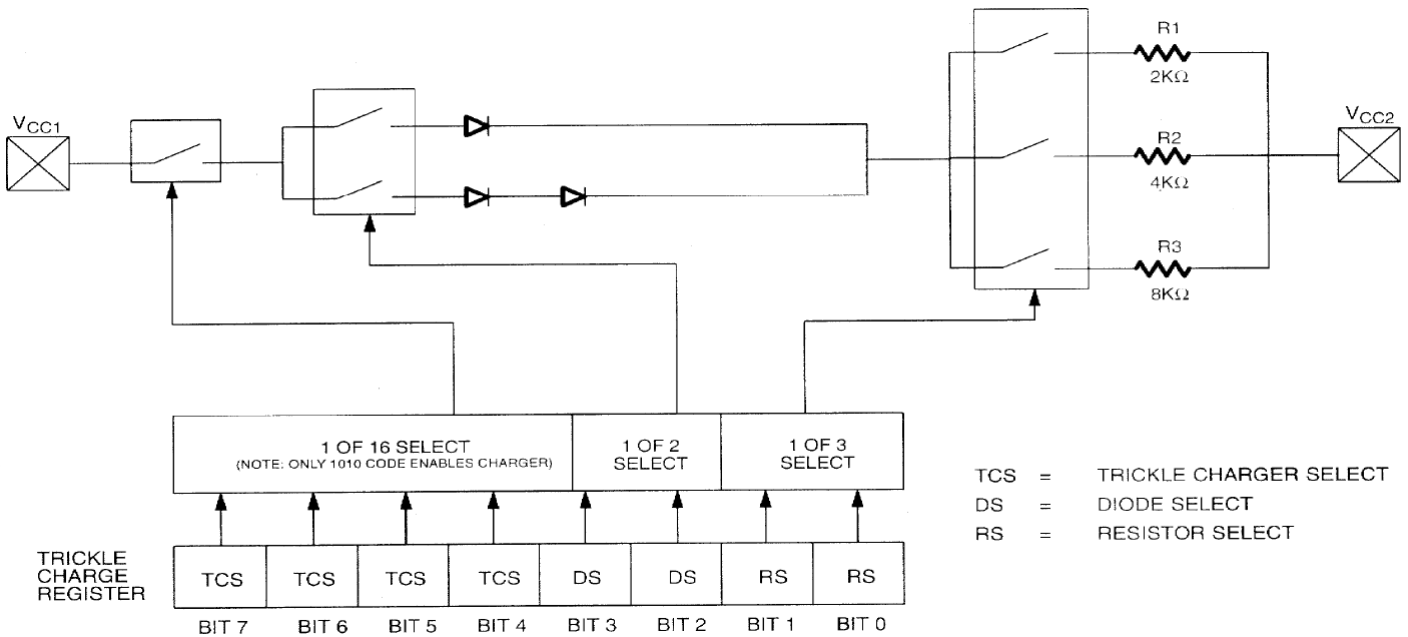 R1
2KΩ
VCC1
VCC2
R2
4KΩ
R3
8KΩ
1 OF 16 SELECT
(NOTE: ONLY 1010 CODE ENABLES CHARGER)
1 OF 2
SELECT
1 OF 3
SELECT
TCS = TRICKLE CHARGER SELECT
DS = DIODE SELECT
RS = RESISTOR SELECT
TRICKLE
CHARGE
REGISTER
TCS TCS TCS TCS DS DS RS RS
BIT 7 BIT 6 BIT 5 BIT 4 BIT 3 BIT 2 BIT 1 BIT 0